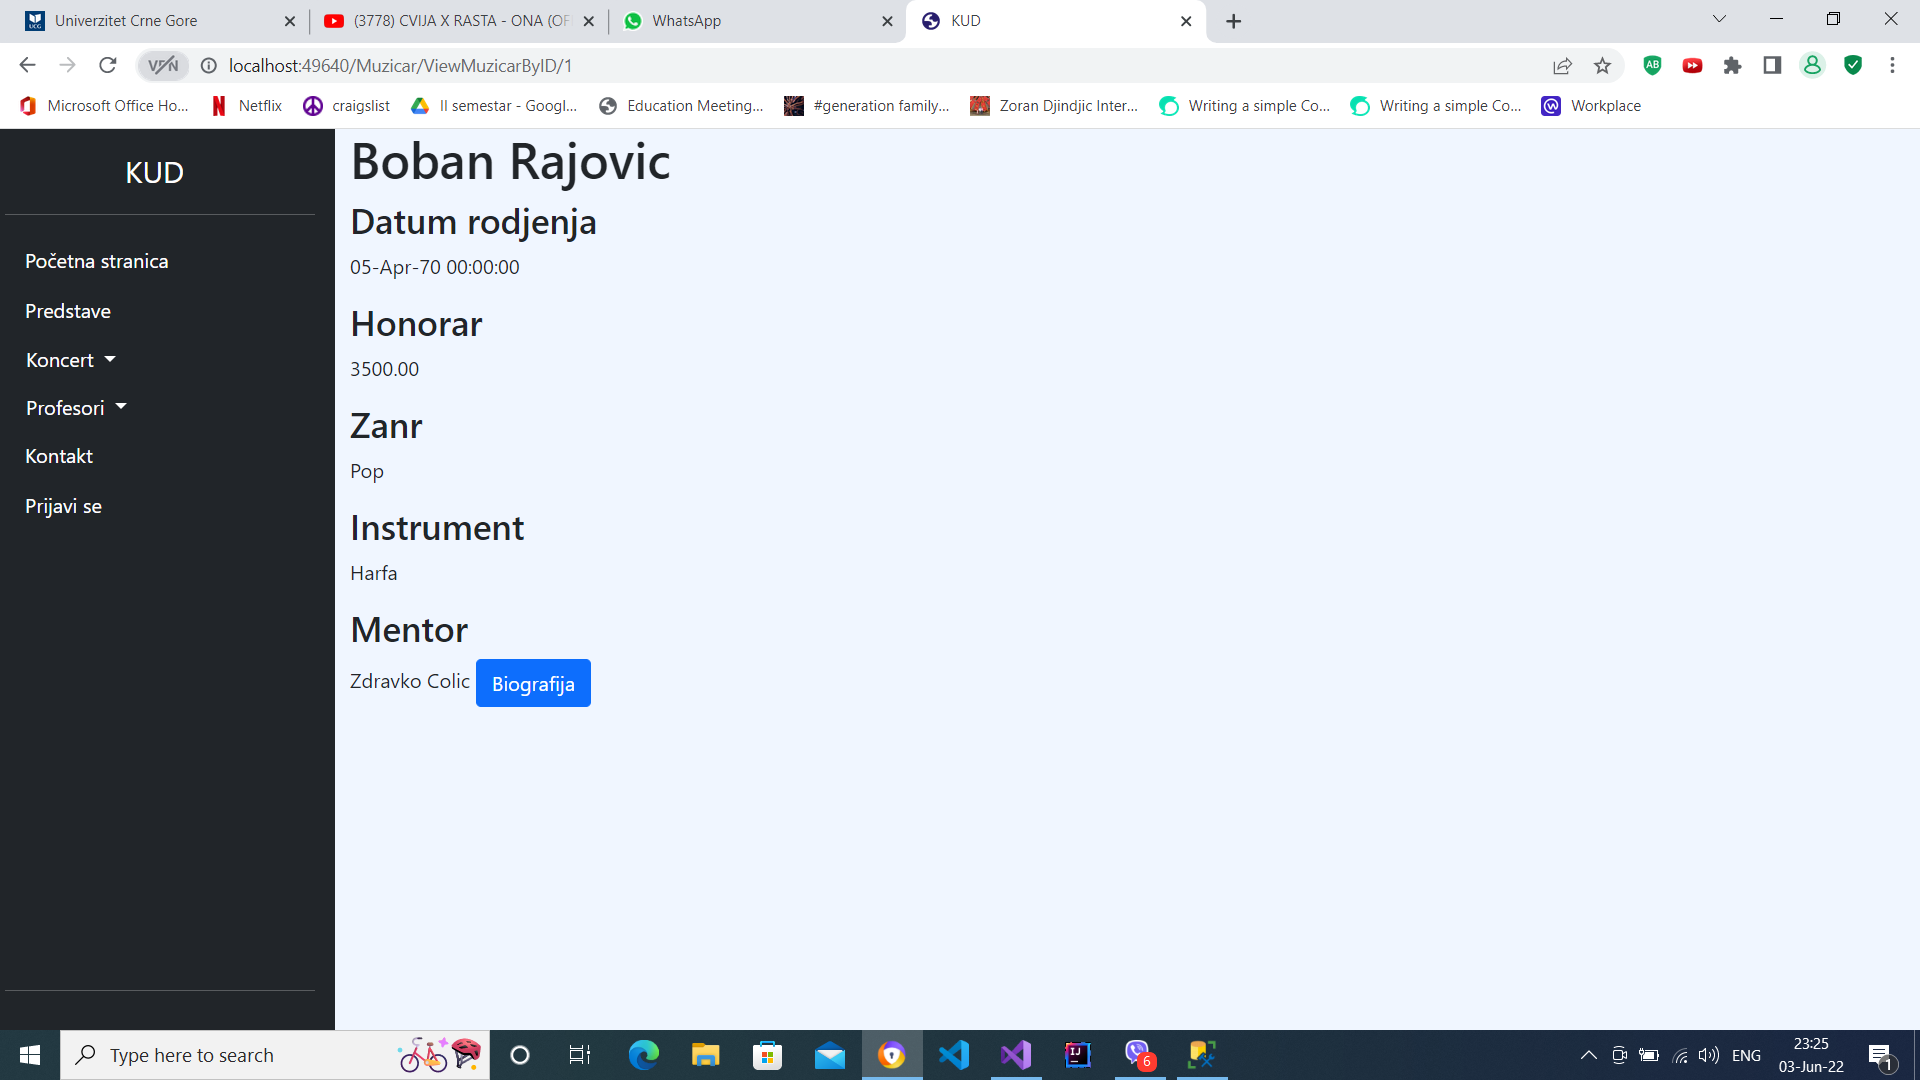 Univerzitet Crne Gore
(3778) CVIJA X RASTA - ONA (OF
WhatsApp
KUD
VPN
localhost:49640/Muzicar/ViewMuzicarByID/1
Microsoft Office Ho...
Netflix
craigslist
II semestar - Googl...
Education Meeting...
#generation family...
Zoran Djindjic Inter...
Writing a simple Co...
Writing a simple Co...
Workplace
KUD
Početna stranica
Predstave
Koncert
Profesori
Kontakt
Prijavi se
Boban Rajovic
Datum rodjenja
05-Apr-70 00:00:00
Honorar
3500.00
Zanr
Pop
Instrument
Harfa
Mentor
Zdravko Colic Biografija
Type here to search
6
ENG
23:25
03-Jun-22
1